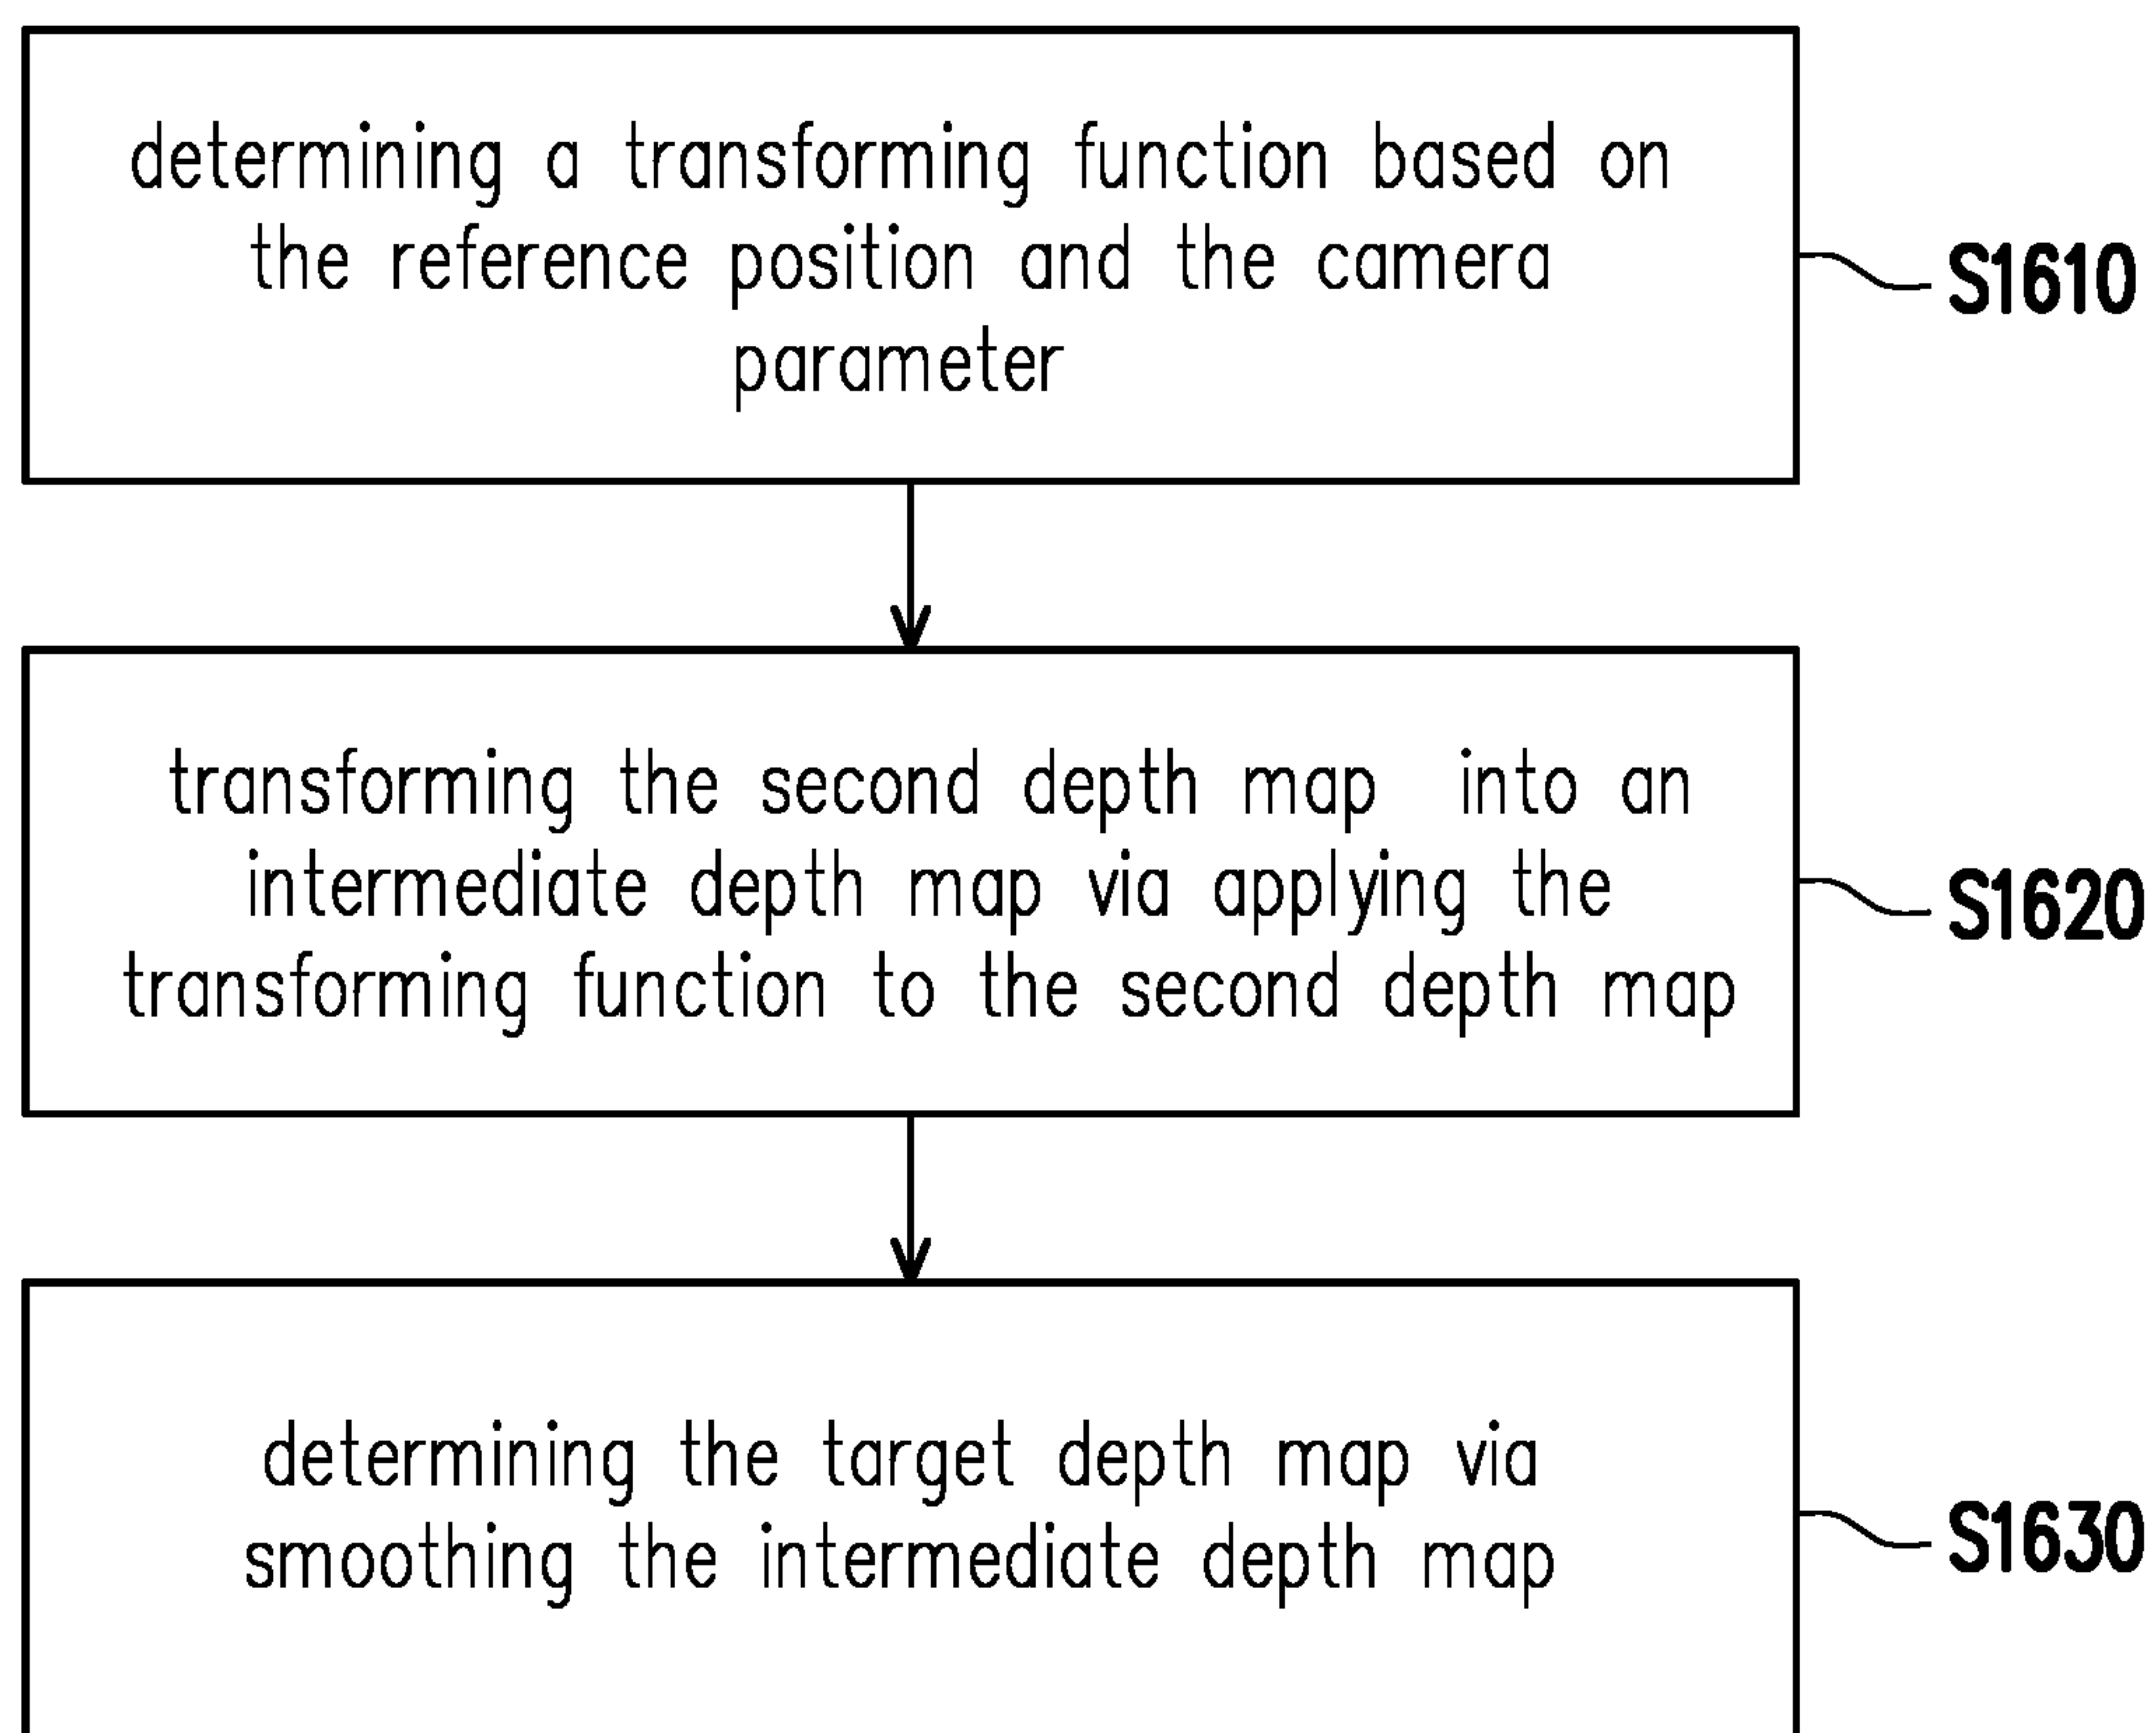 determining a transforming function based on
the reference position and the camera
parameter
S1610
transforming the second depth map into an
intermediate depth map via applying the
transforming function to the second depth map
S1620
determining the target depth map via
smoothing the intermediate depth map
S1630